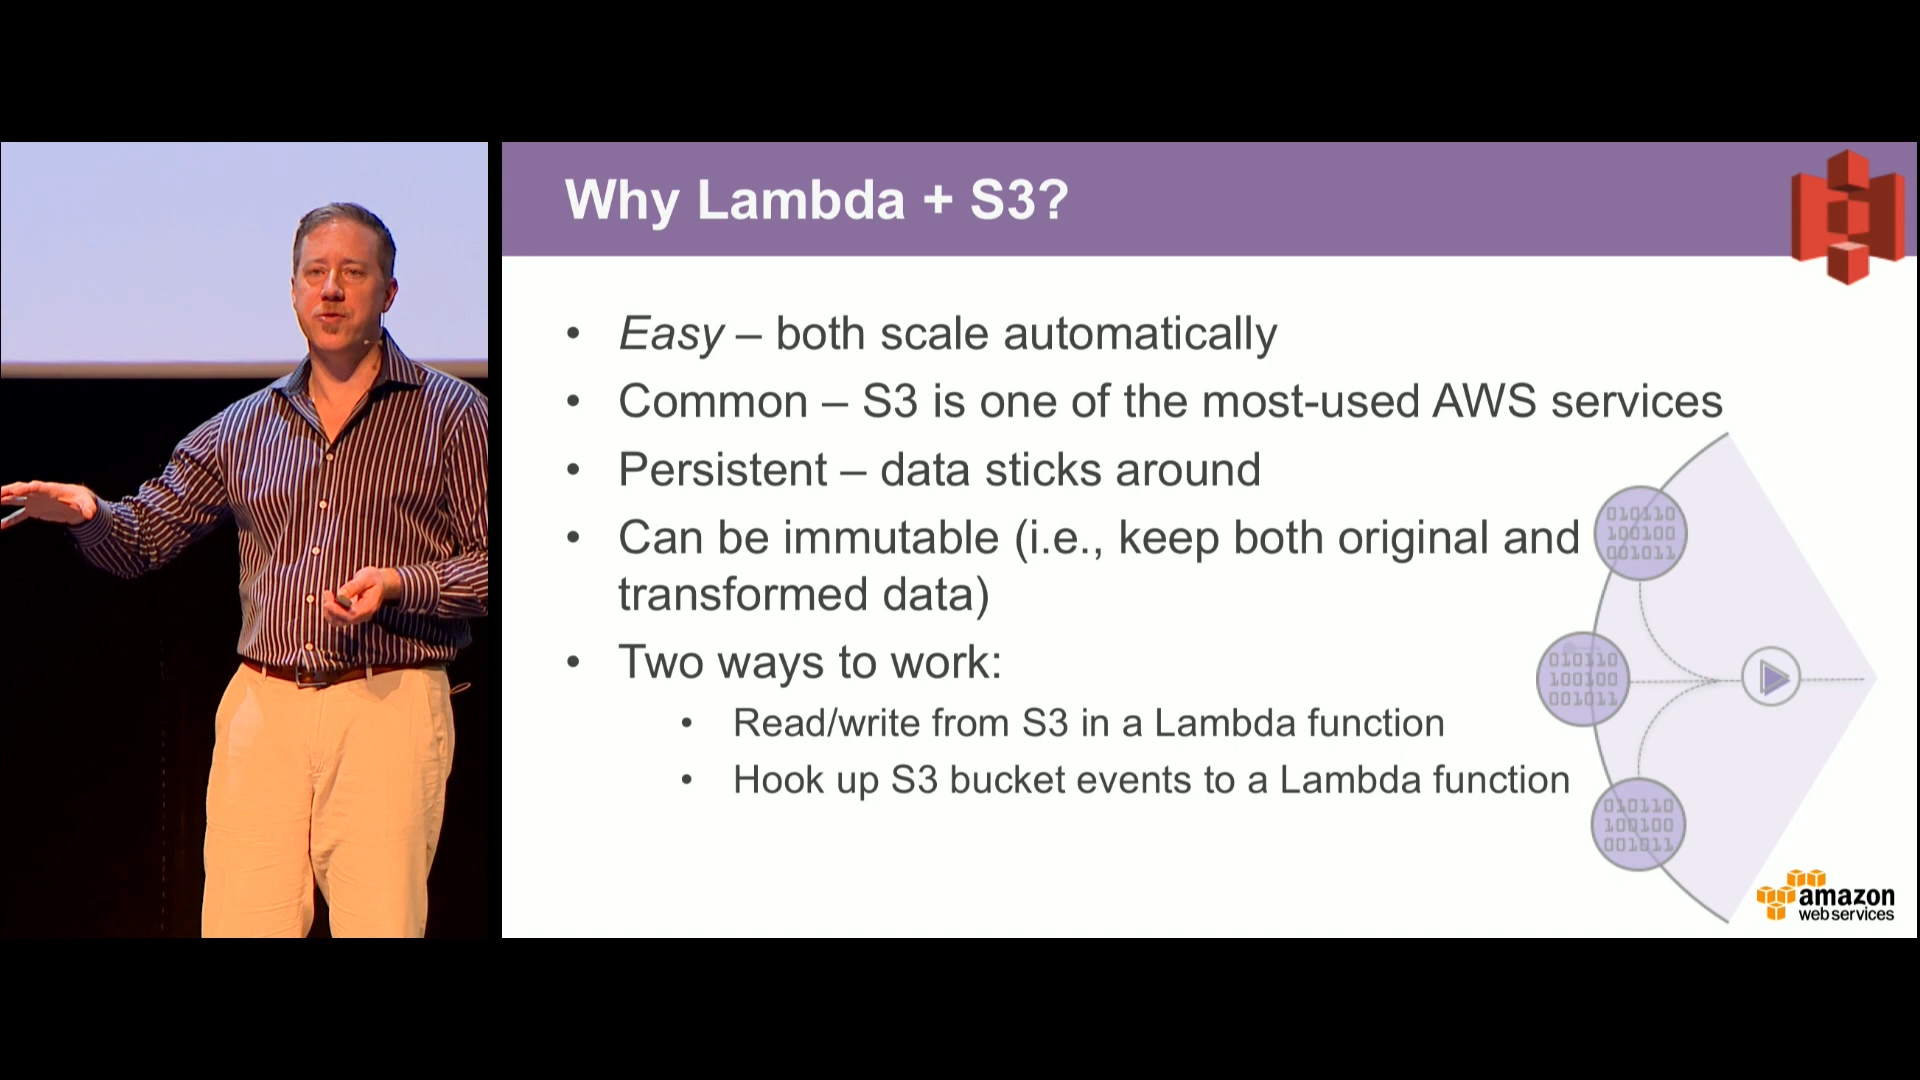 Why Lambda + S3?
• Easy – both scale automatically
• Common – S3 is one of the most-used AWS services
• Persistent – data sticks around
• Can be immutable (i.e., keep both original and
transformed data)
• Two ways to work:
• Read/write from S3 in a Lambda function
• Hook up S3 bucket events to a Lambda function
010110
100100
001011
010110
100100
001011
010110
100100
001011
amazon
web services